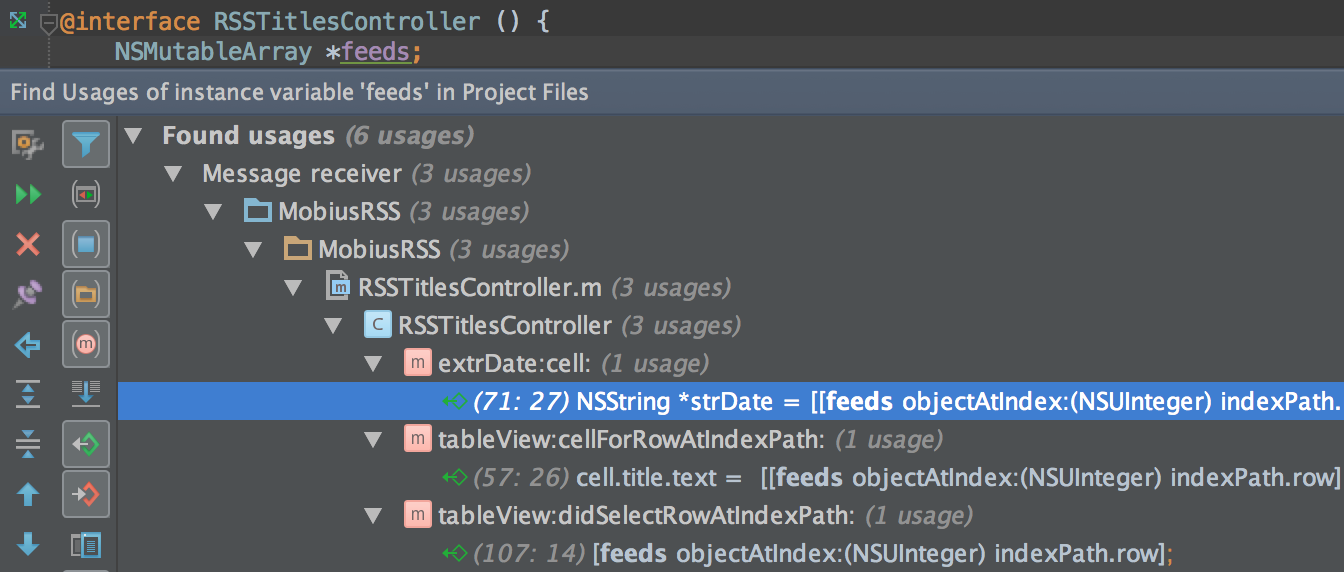 @interface RSSTitlesController () {
NSMutableArray *feeds;
Find Usages of instance variable 'feeds' in Project Files
Found usages (6 usages)
Message receiver (3 usages)
MobiusRSS (3 usages)
MobiusRSS (3 usages)
RSSTitlesController.m (3 usages)
C RSSTitlesController (3 usages)
m extrDate:cell: (1 usage)
(71: 27) NSString *strDate = [[feeds objectAtIndex:(NSUInteger) indexPath.
m tableView:cellForRowAtIndexPath: (1 usage)
(57: 26) cell.title.text = [[feeds objectAtIndex:(NSUInteger) indexPath.row]
m tableView:didSelectRowAtIndexPath: (1 usage)
(107: 14) [feeds objectAtIndex:(NSUInteger) indexPath.row];